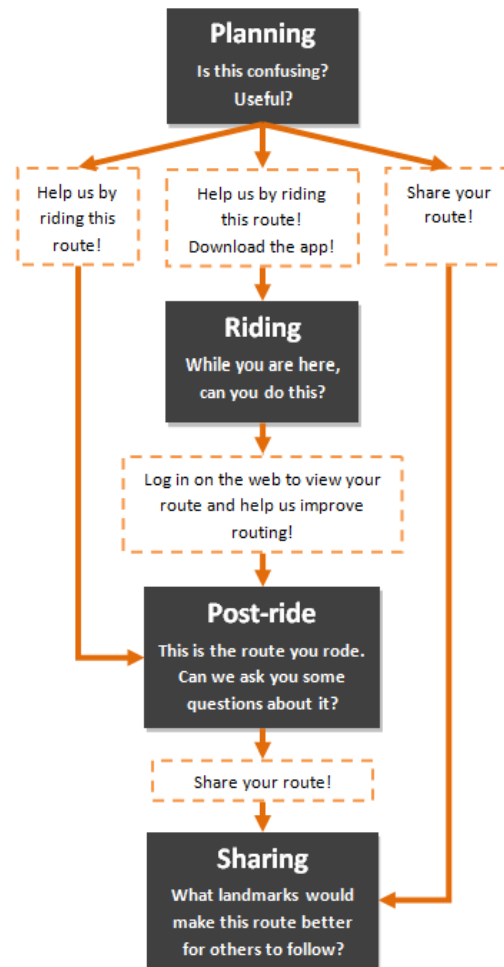 Planning
Is this confusing?
Useful?
Help us by
riding this
route!
Help us by riding
this route!
Download the app!
Share your
route!
Riding
While you are here,
can you do this?
Log in on the web to view your
route and help us improve
routing!
Post-ride
This is the route you rode.
Can we ask you some
questions about it?
Share your route!
Sharing
What landmarks would
make this route better
for others to follow?